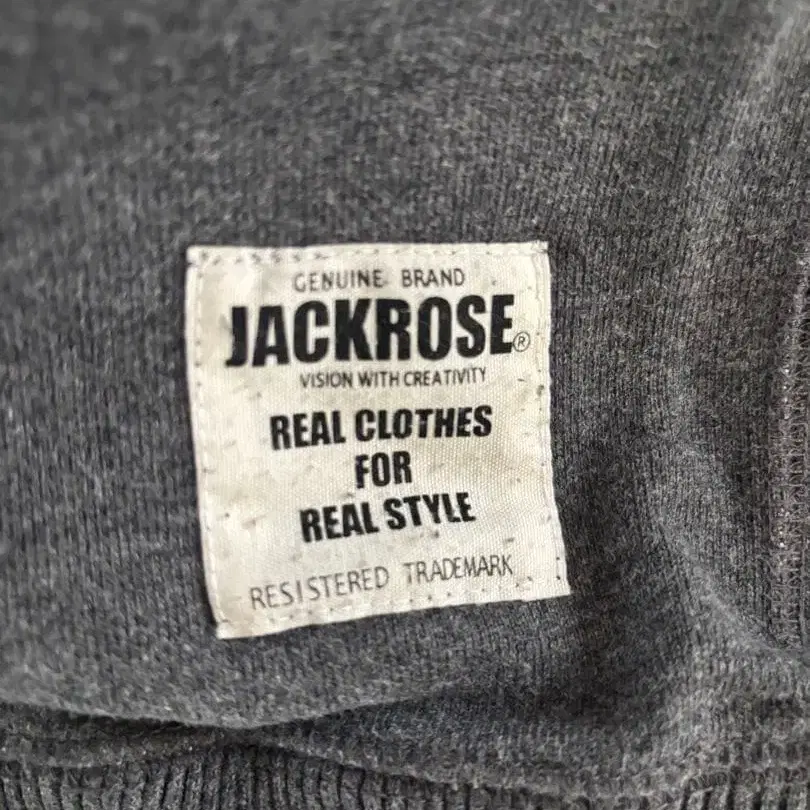 GENUINE BRAND
JACKROSE®
VISION WITH CREATIVITY
REAL CLOTHES
FOR
REAL STYLE
RESISTERED TRADEMARK